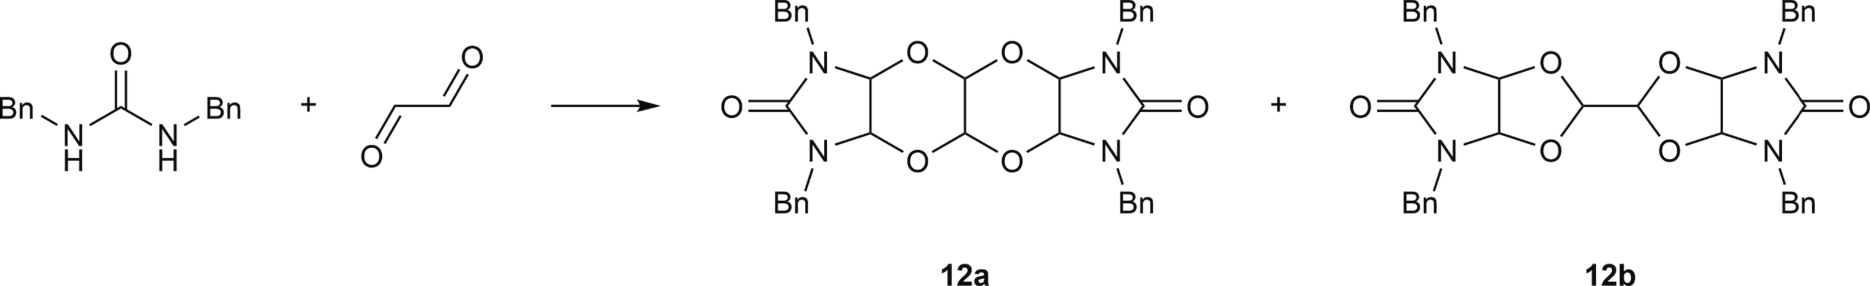 Bn Bn Bn Bn
O O O O O
N O O N N O O N
Bn Bn + O O O + O O
N N O N O O N N O O N
H H Bn Bn Bn Bn
12a 12b